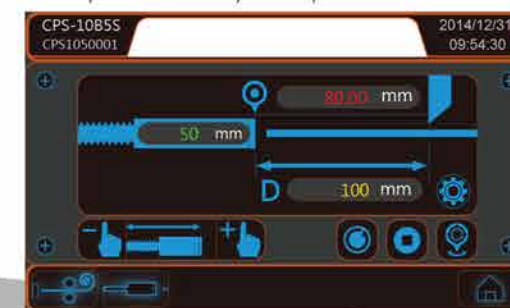 CPS-10B5S
2014/12/31
CPS1050001
09:54:30
80.00 mm
50 mm
D 100 mm
- +